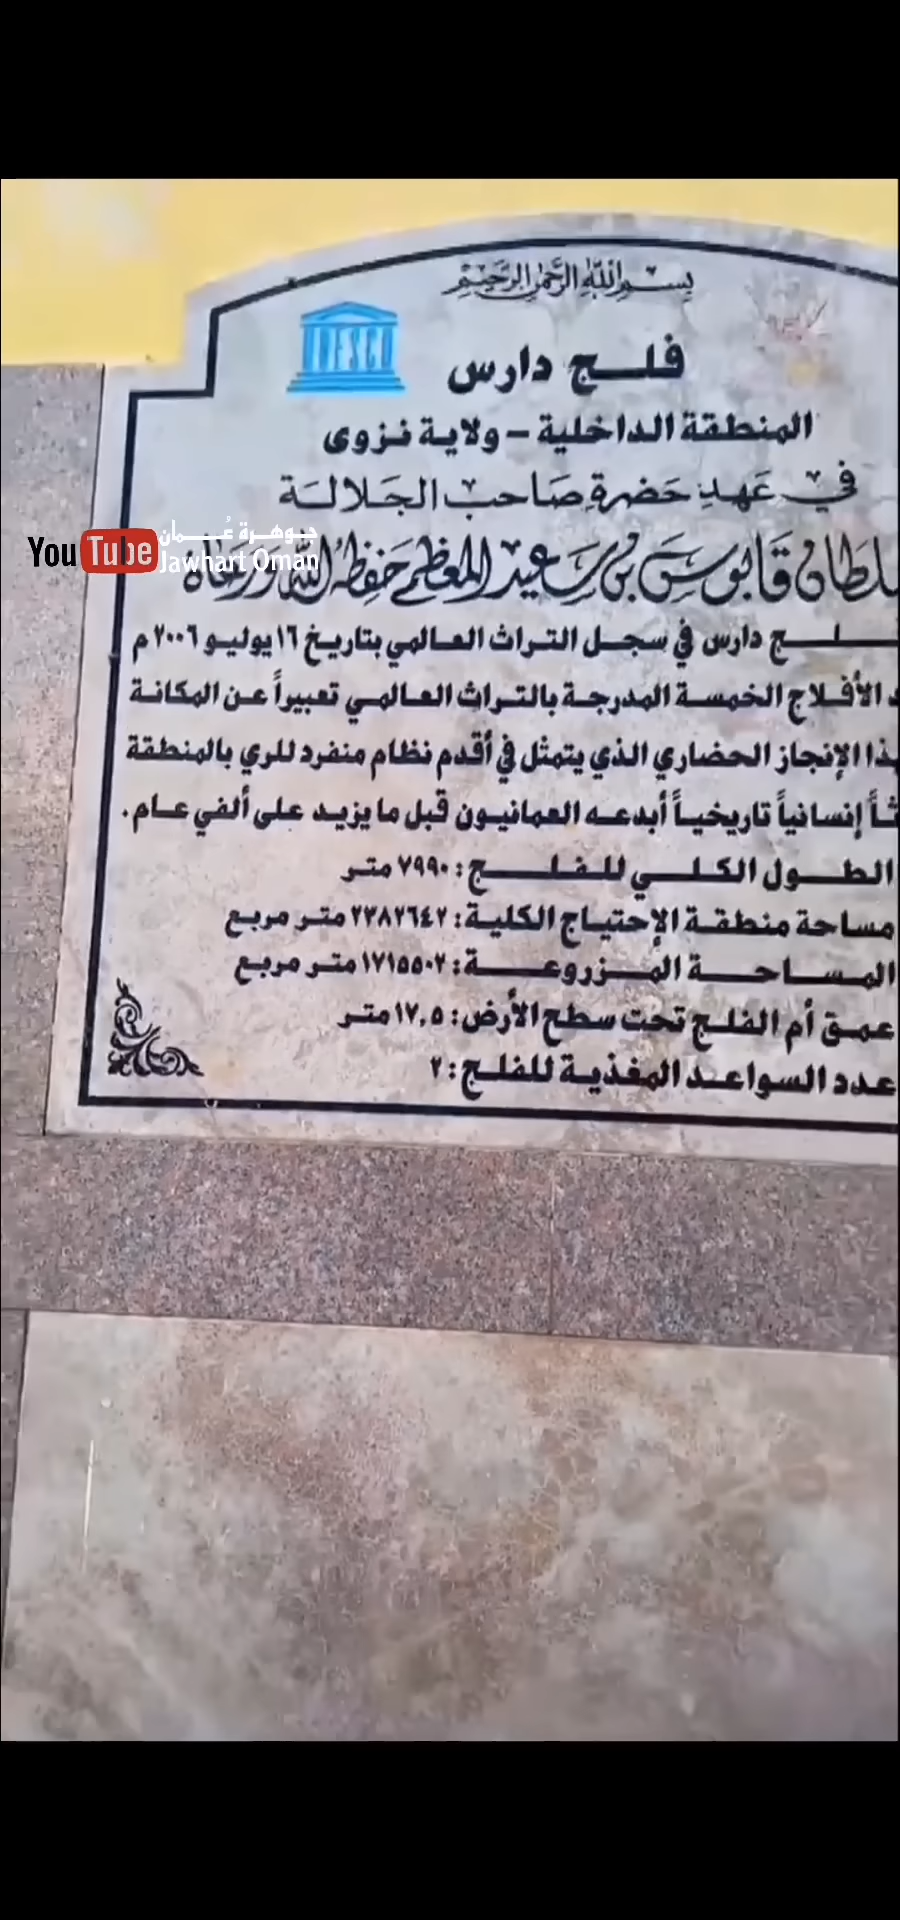 بسم الله الرحمن الرحيم
UNESCO
فلج دارس
المنطقة الداخلية - ولاية نزوى
في عهد حضرة صاحب الجلالة
قابوس بن سعيد المعظم حفظه الله ورعاه
You Tube
جوهرة عُمان
Jawhart Oman
دارس في سجل التراث العالمي بتاريخ ١٦ يوليو ٢٠٠٦ م
الأفلاج الخمسة المدرجة بالتراث العالمي تعبيراً عن المكانة
الإنجاز الحضاري الذي يتمثل في أقدم نظام منفرد للري بالمنطقة
إنسانياً تاريخياً أبدعه العمانيون قبل ما يزيد على ألفي عام.
الطول الكلي للفلج : ٧٩٩٠ متر
مساحة منطقة الإحتياج الكلية : ٢٣٨٢٦٤٢ متر مربع
المساحة المزروعة : ١٧١٥٥٠٢ متر مربع
عمق أم الفلج تحت سطح الأرض : ١٧,٥ متر
عدد السواعد المغذية للفلج : ٢